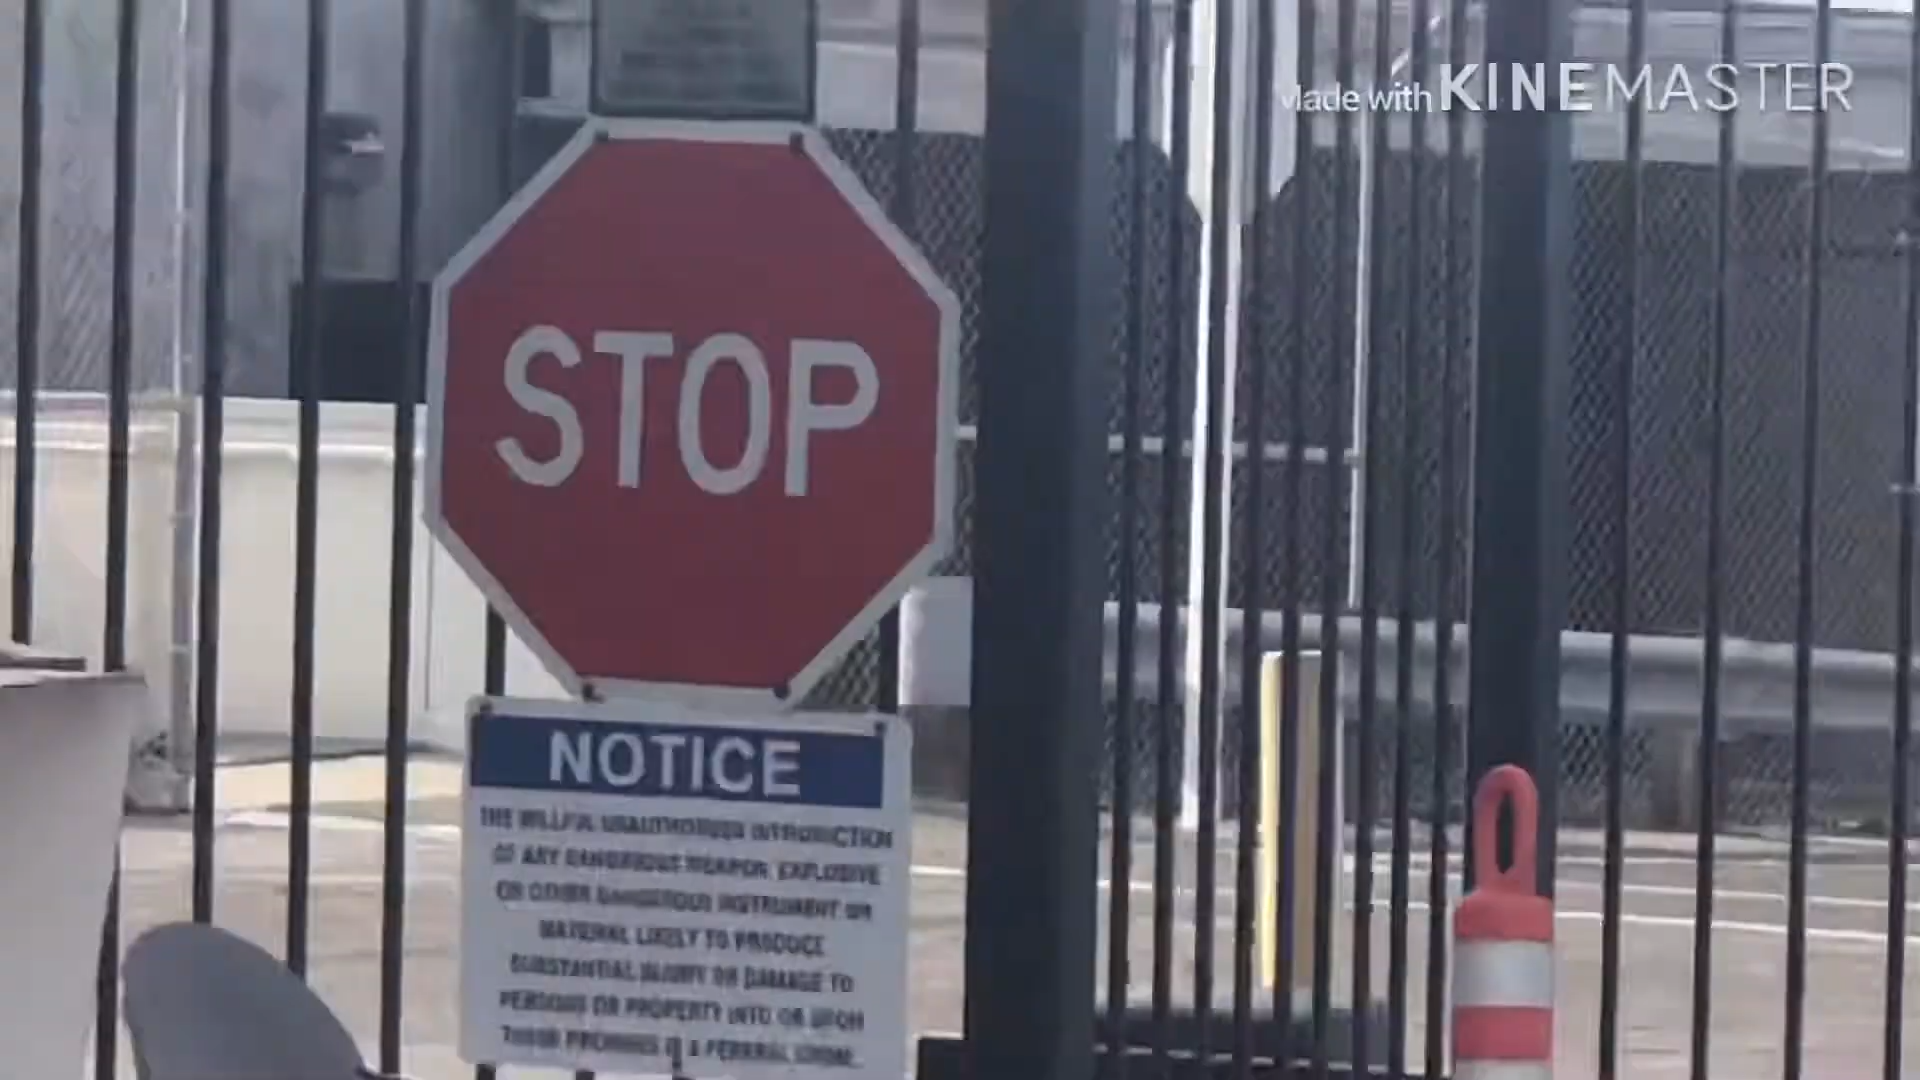 Made with KINEMASTER
STOP
NOTICE
THE WILLFUL UNAUTHORIZED INTRODUCTION
OF ANY DANGEROUS WEAPON, EXPLOSIVE
OR OTHER DANGEROUS INSTRUMENT OR
MATERIAL LIKELY TO PRODUCE
SUBSTANTIAL INJURY OR DAMAGE TO
PERSONS OR PROPERTY INTO OR UPON
THESE PREMISES IS A FEDERAL CRIME.